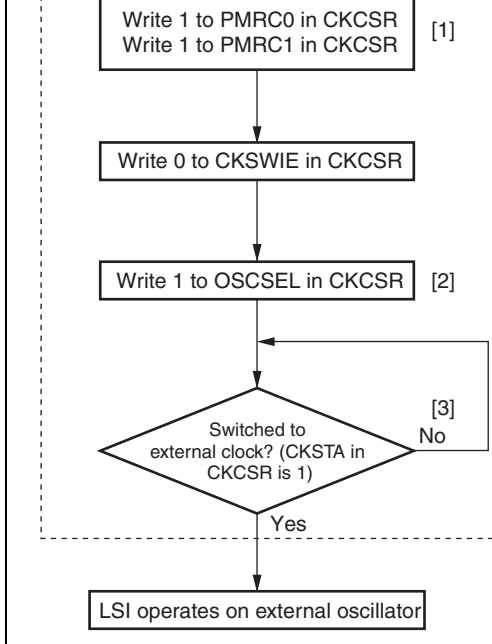 Write 1 to PMRC0 in CKCSR
Write 1 to PMRC1 in CKCSR
[1]
Write 0 to CKSWIE in CKCSR
Write 1 to OSCSEL in CKCSR
[2]
[3]
Switched to
external clock? (CKSTA in
CKCSR is 1)
No
Yes
LSI operates on external oscillator